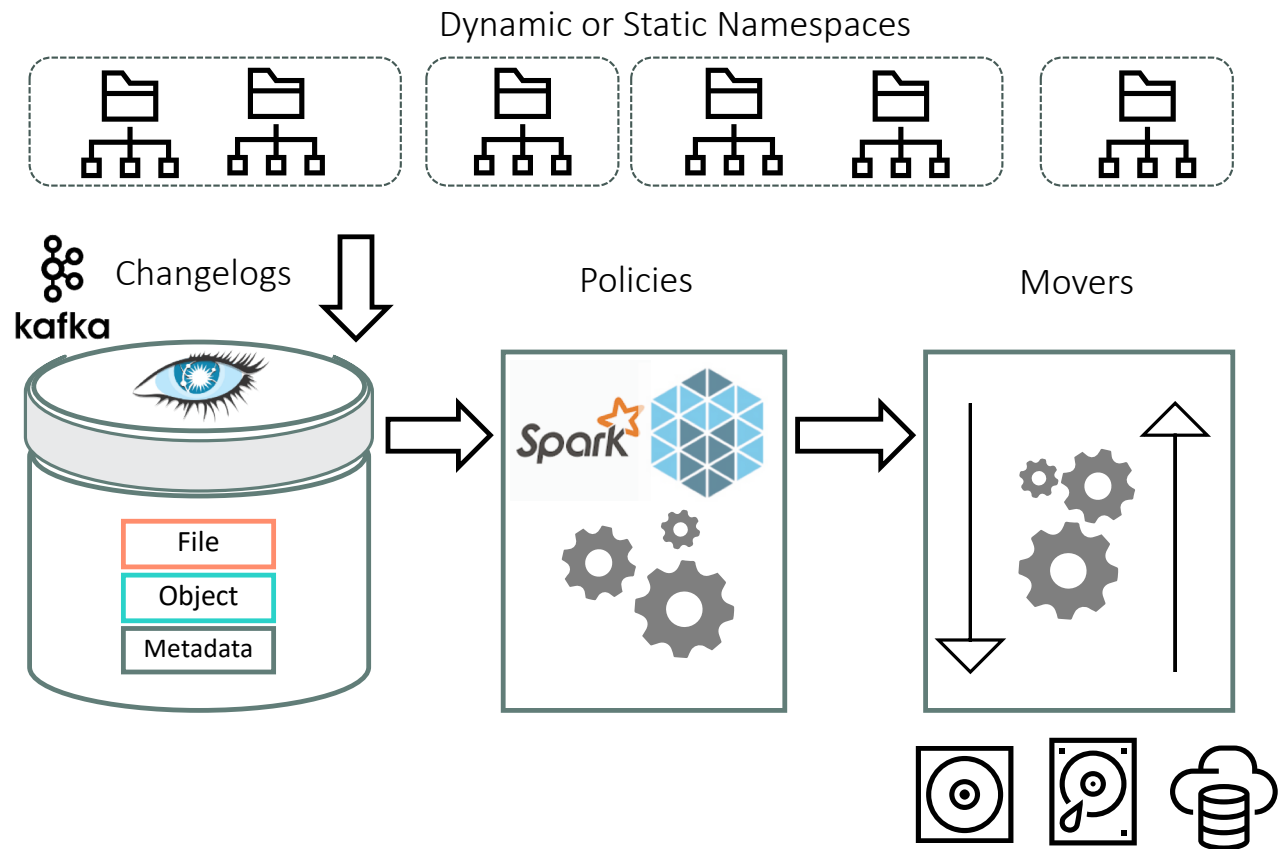 Dynamic or Static Namespaces
Changelogs
kafka
Policies
Movers
Spark
File
Object
Metadata